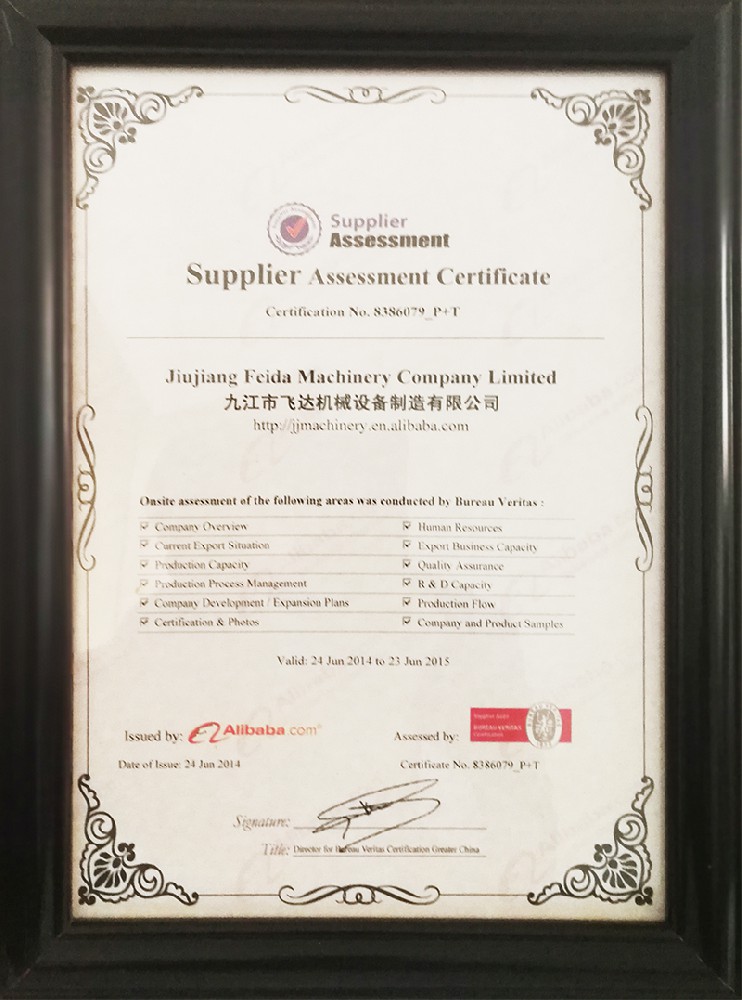 Supplier
Assessment
Supplier Assessment Certificate
Certification No. 8386079_P+T
Jiujiang Feida Machinery Company Limited
九江市飞达机械设备制造有限公司
http://jjmachinery.en.alibaba.com
Onsite assessment of the following areas was conducted by Bureau Veritas :
Company Overview Human Resources
Current Export Situation Export Business Capacity
Production Capacity Quality Assurance
Production Process Management R & D Capacity
Company Development / Expansion Plans Production Flow
Certification & Photos Company and Product Samples
Valid: 24 Jun 2014 to 23 Jun 2015
Issued by: Alibaba.com® Assessed by:
BUREAU VERITAS
Certification
Date of Issue: 24 Jun 2014 Certificate No. 8386079_P+T
Signature:
Title: Director for Bureau Veritas Certification Greater China